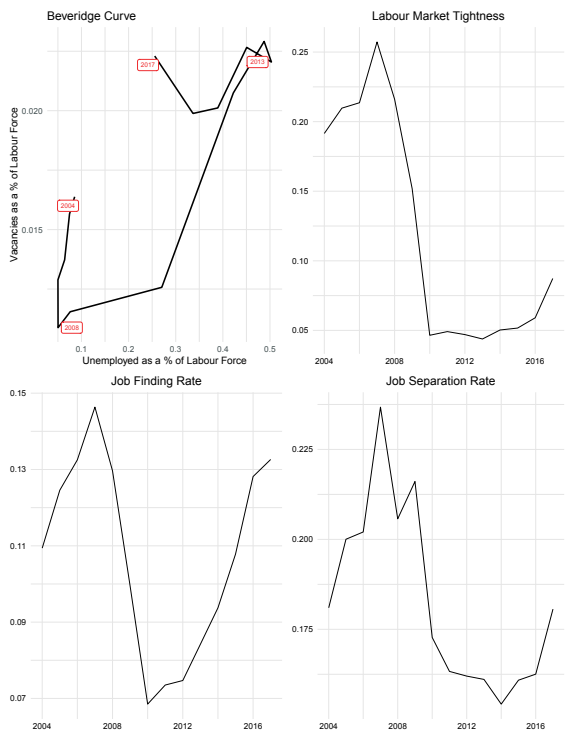 Beveridge Curve
Vacancies as a % of Labour Force
0.020
0.015
2017
2013
2004
2008
0.1 0.2 0.3 0.4 0.5
Unemployed as a % of Labour Force
Labour Market Tightness
0.25
0.20
0.15
0.10
0.05
2004 2008 2012 2016
Job Finding Rate
0.15
0.13
0.11
0.09
0.07
2004 2008 2012 2016
Job Separation Rate
0.225
0.200
0.175
2004 2008 2012 2016